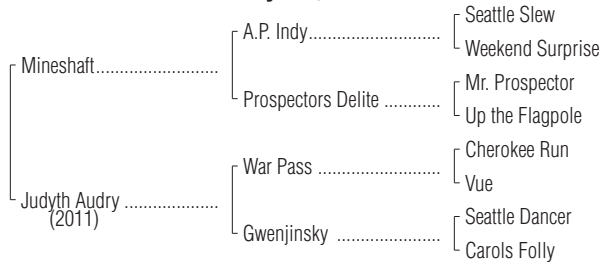 Seattle Slew
A.P. Indy..............................
Weekend Surprise
Mineshaft............................
Mr. Prospector
Prospectors Delite .............
Up the Flagpole
Cherokee Run
War Pass ............................
Vue
Judyth Audry .....................
(2011)
Seattle Dancer
Gwenjinsky ........................
Carols Folly